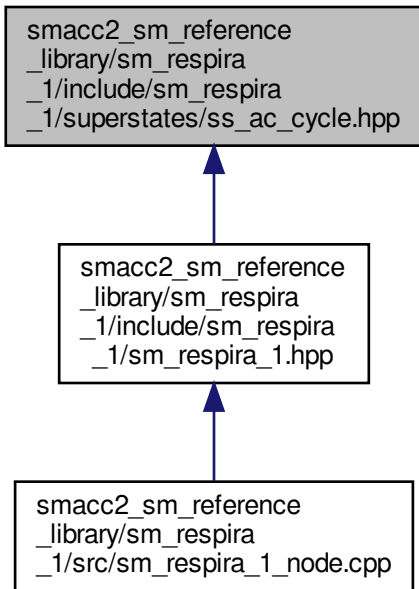 smacc2_sm_reference
_library/sm_respira
_1/include/sm_respira
_1/superstates/ss_ac_cycle.hpp
smacc2_sm_reference
_library/sm_respira
_1/include/sm_respira
_1/sm_respira_1.hpp
smacc2_sm_reference
_library/sm_respira
_1/src/sm_respira_1_node.cpp